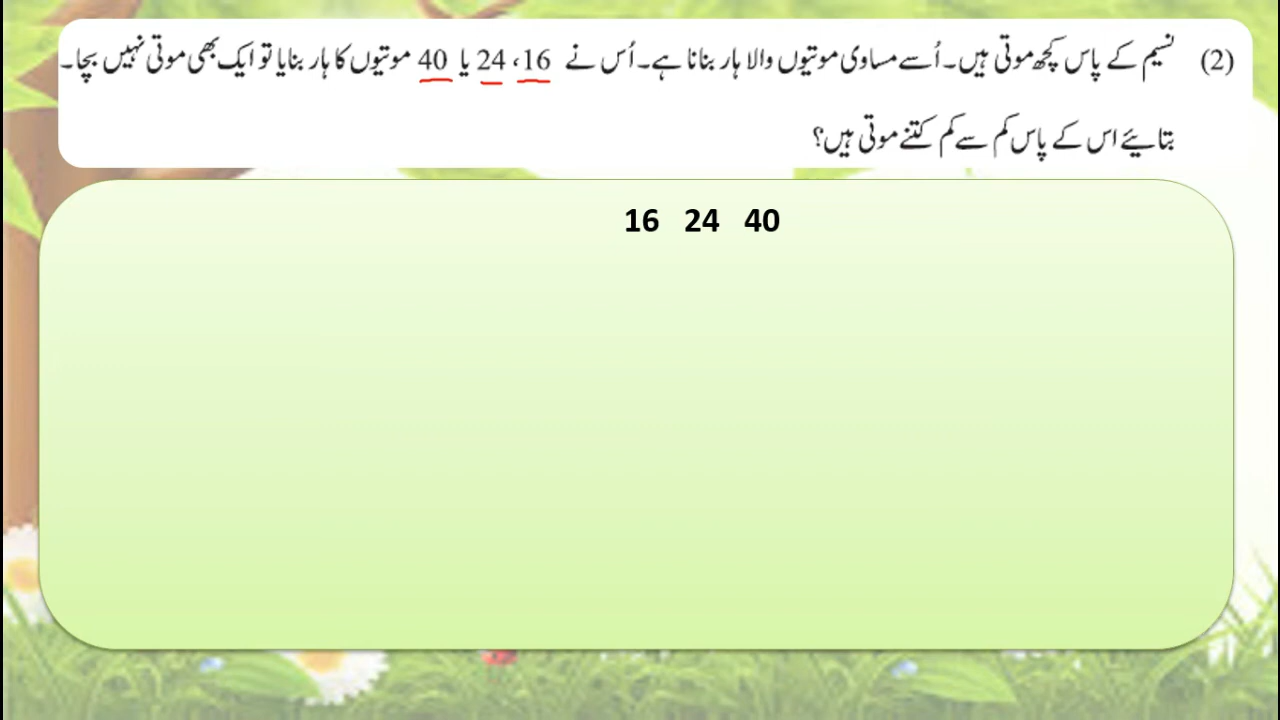 (2) نسیم کے پاس کچھ موتی ہیں۔ اُسے مساوی موتیوں والا ہار بنانا ہے۔ اُس نے 16، 24 یا 40 موتیوں کا ہار بنایا تو ایک بھی موتی نہیں بچا۔
بتایئے اس کے پاس کم سے کم کتنے موتی ہیں؟
16 24 40